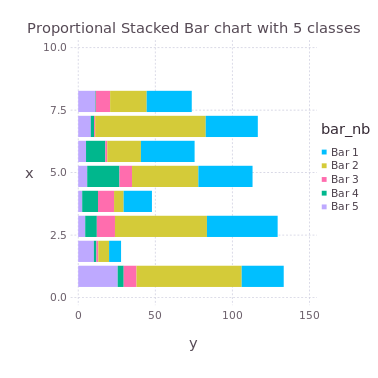 Proportional Stacked Bar chart with 5 classes
10.0
7.5
5.0
2.5
0.0
x
0
50
100
150
y
bar_nb
Bar 1
Bar 2
Bar 3
Bar 4
Bar 5